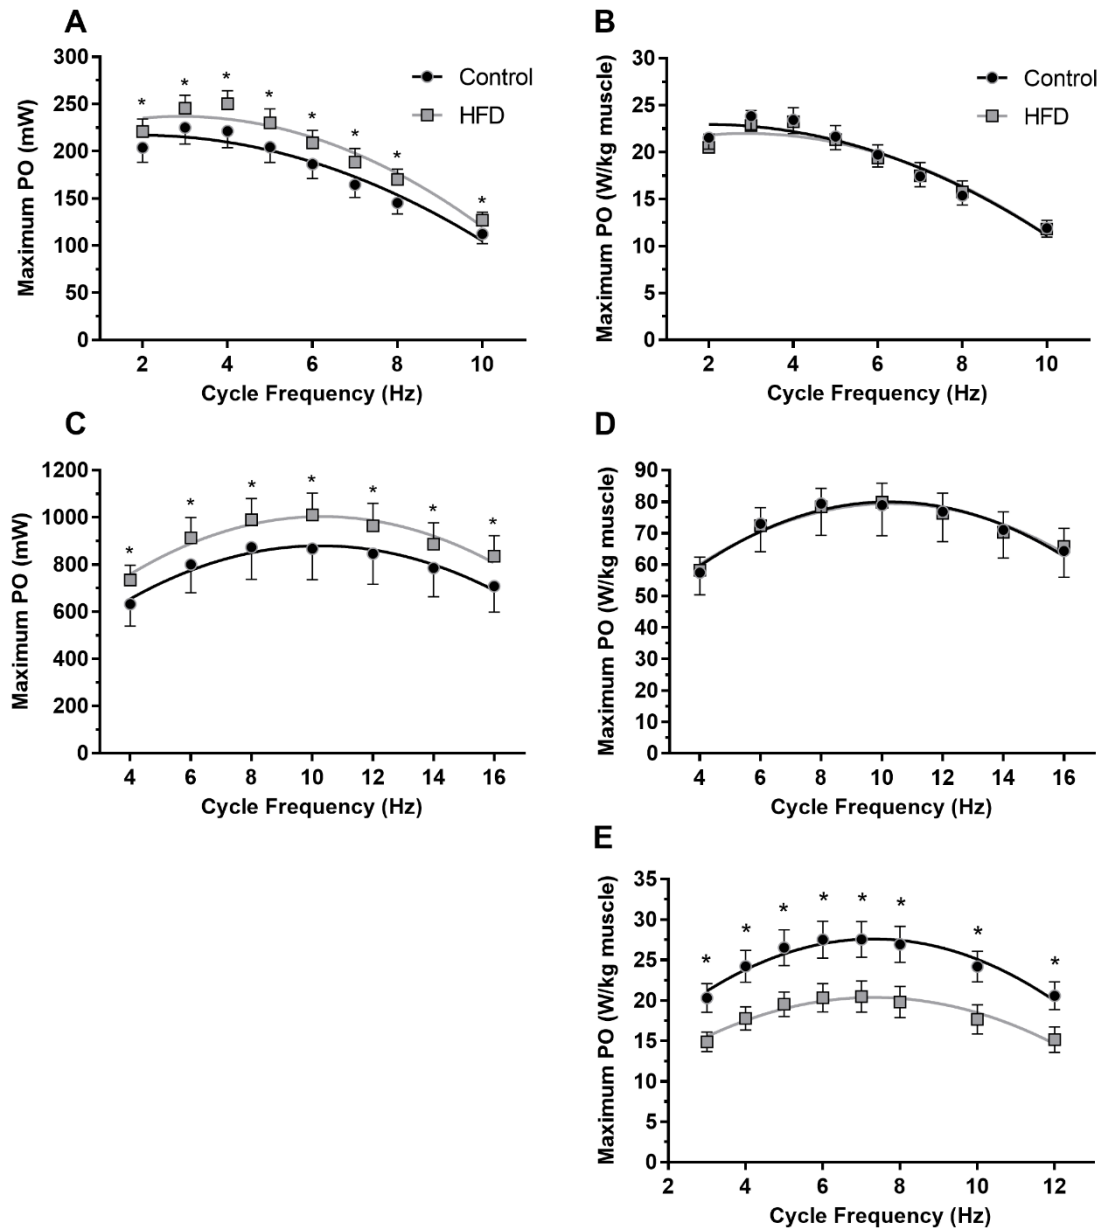 A
Maximum PO (mW)
300
250
200
150
100
50
0
* * * * * * * *
Control
HFD
2 4 6 8 10
Cycle Frequency (Hz)
B
Maximum PO (W/kg muscle)
30
25
20
15
10
5
0
Control
HFD
2 4 6 8 10
Cycle Frequency (Hz)
C
Maximum PO (mW)
1200
1000
800
600
400
200
0
* * * * * * *
4 6 8 10 12 14 16
Cycle Frequency (Hz)
D
Maximum PO (W/kg muscle)
90
80
70
60
50
40
30
20
10
0
4 6 8 10 12 14 16
Cycle Frequency (Hz)
E
Maximum PO (W/kg muscle)
35
30
25
20
15
10
5
0
* * * * * * * *
2 4 6 8 10 12
Cycle Frequency (Hz)